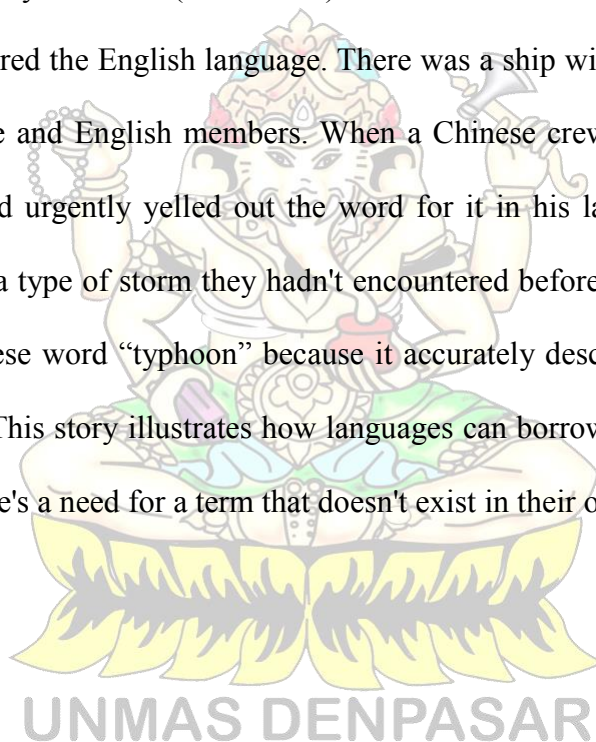 red the English language. There was a ship wi
e and English members. When a Chinese crew
d urgently yelled out the word for it in his la
a type of storm they hadn't encountered before
ese word “typhoon” because it accurately desc
This story illustrates how languages can borrow
e's a need for a term that doesn't exist in their o
UNMAS DENPASAR